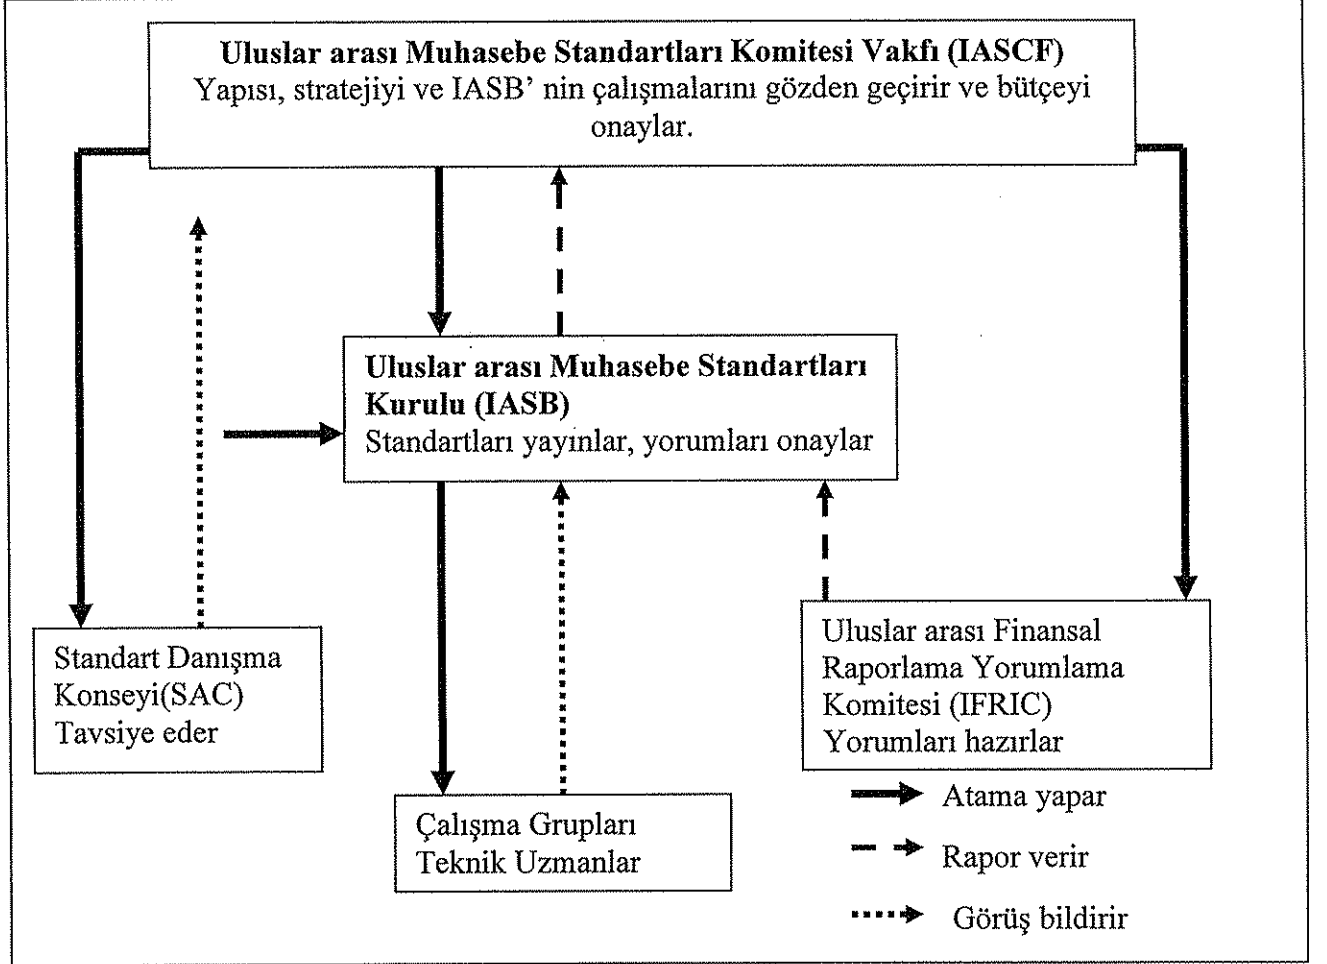 Uluslar arası Muhasebe Standartları Komitesi Vakfı (IASCF)
Yapısı, stratejiyi ve IASB' nin çalışmalarını gözden geçirir ve bütçeyi
onaylar.
Uluslar arası Muhasebe Standartları
Kurulu (IASB)
Standartları yayınlar, yorumları onaylar
Standart Danışma
Konseyi(SAC)
Tavsiye eder
Uluslar arası Finansal
Raporlama Yorumlama
Komitesi (IFRIC)
Yorumları hazırlar
Çalışma Grupları
Teknik Uzmanlar
Atama yapar
Rapor verir
Görüş bildirir